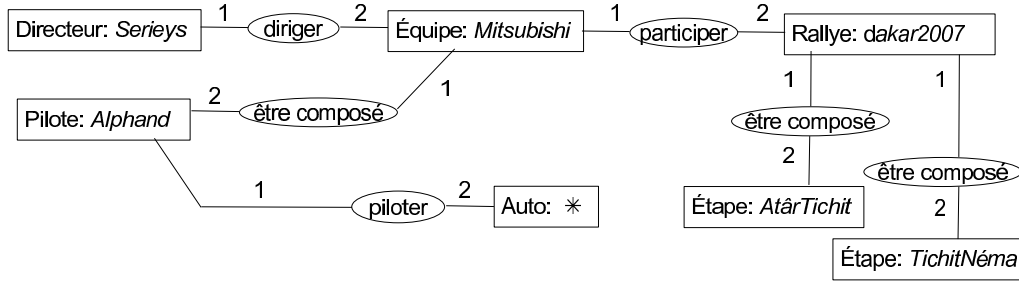 Directeur: Serieys
1
diriger
2
Équipe: Mitsubishi
1
participer
2
Rallye: dakar2007
Pilote: Alphand
2
être composé
1
1
être composé
2
Étape: AtârTichit
1
être composé
2
Étape: TichitNéma
1
piloter
2
Auto: *